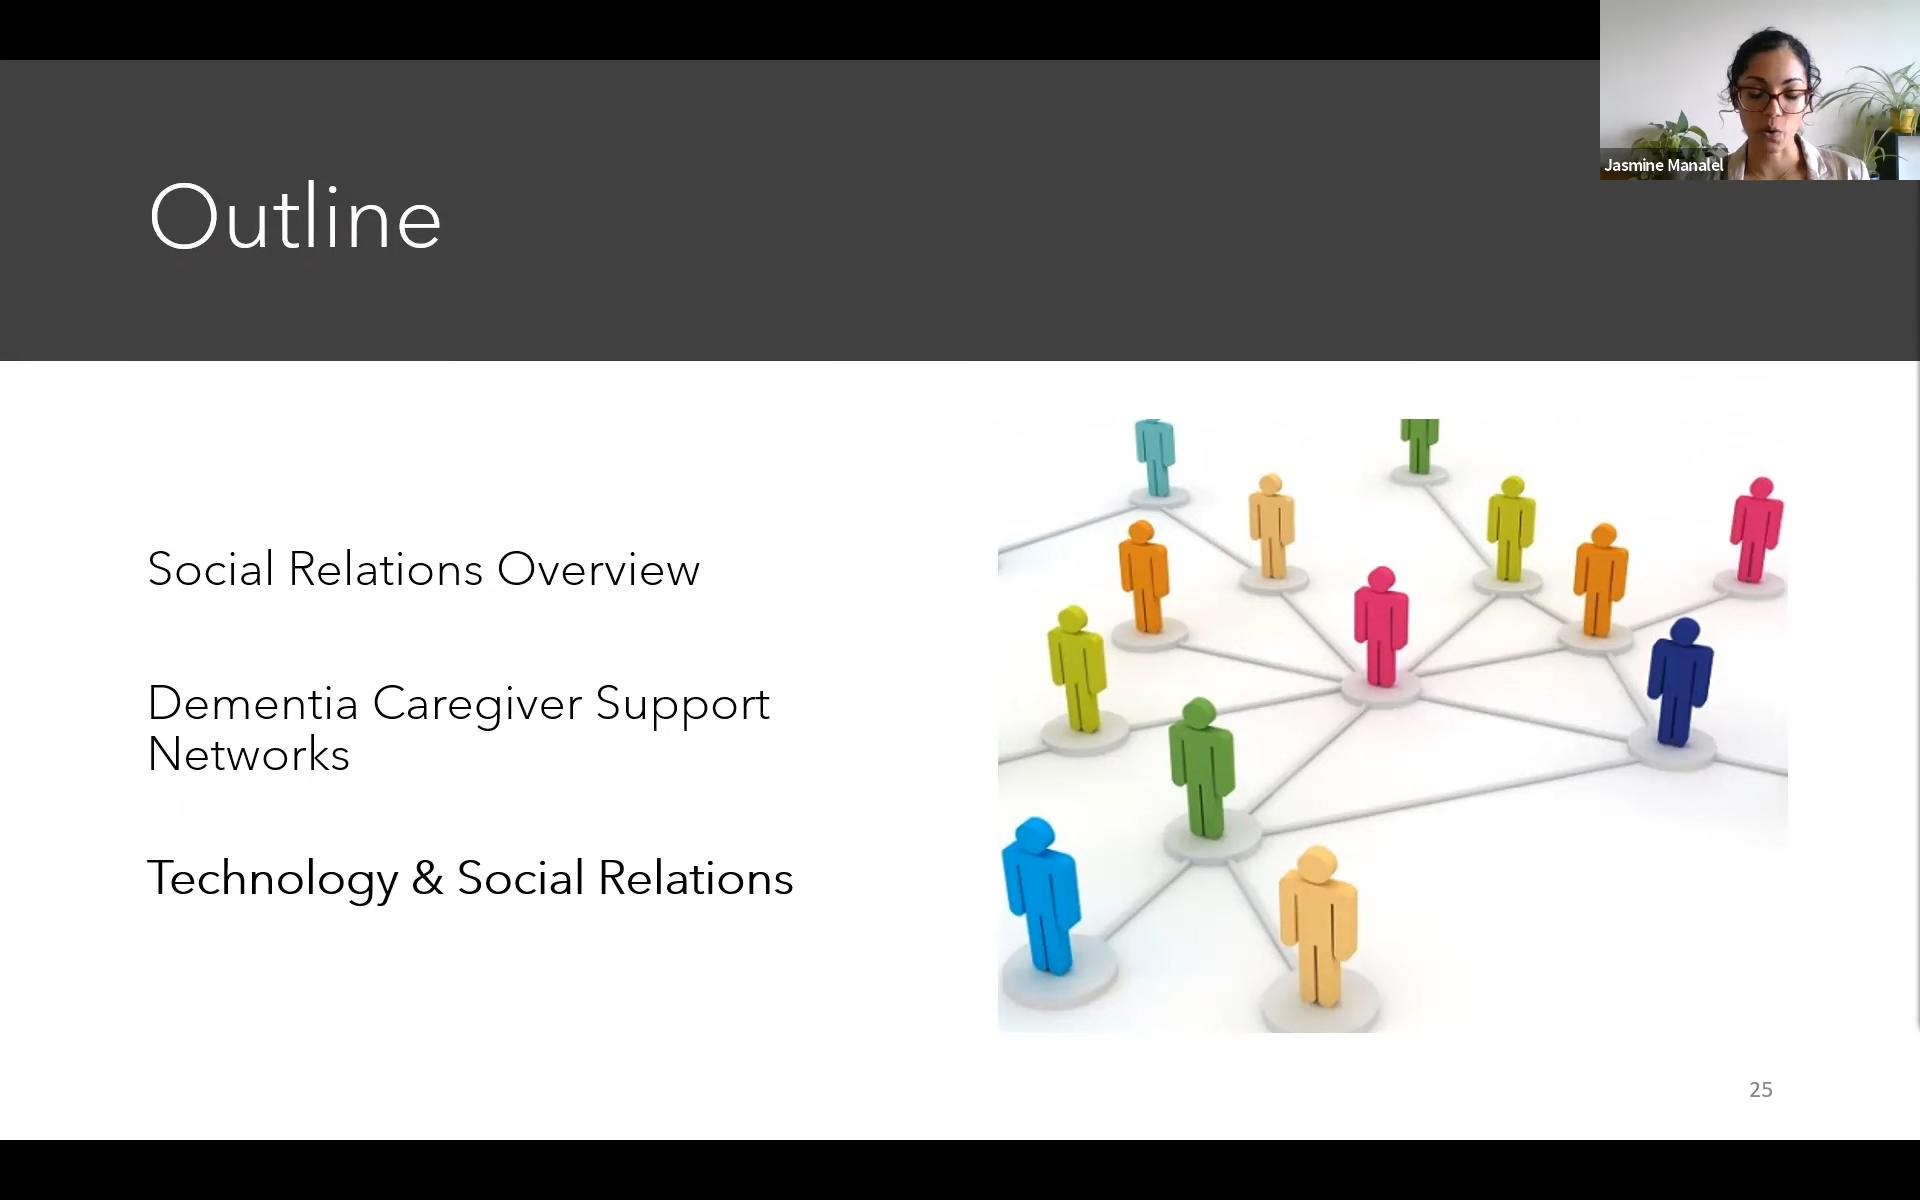 Jasmine Manalel
Outline
Social Relations Overview
Dementia Caregiver Support
Networks
Technology & Social Relations
25